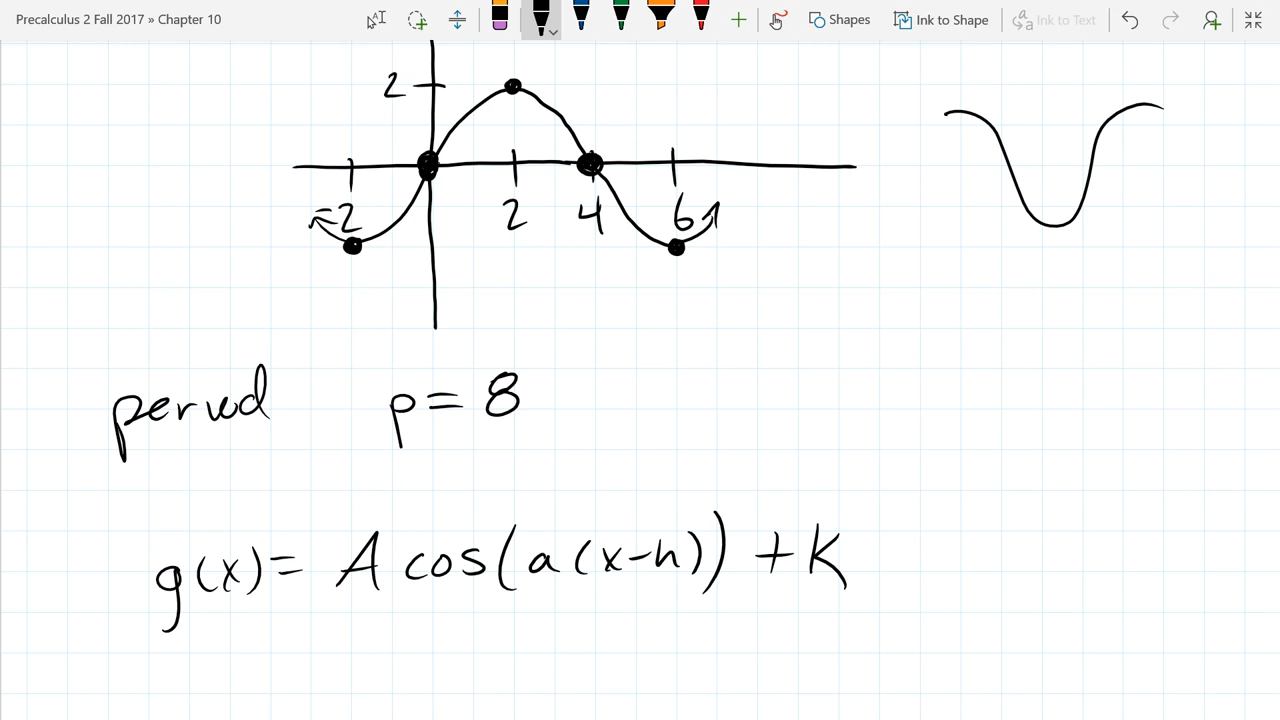 Precalculus 2 Fall 2017 » Chapter 10
Shapes
Ink to Shape
Ink to Text
2
-2 2 4 6
period p = 8
g(x) = A cos(a(x-h)) + K